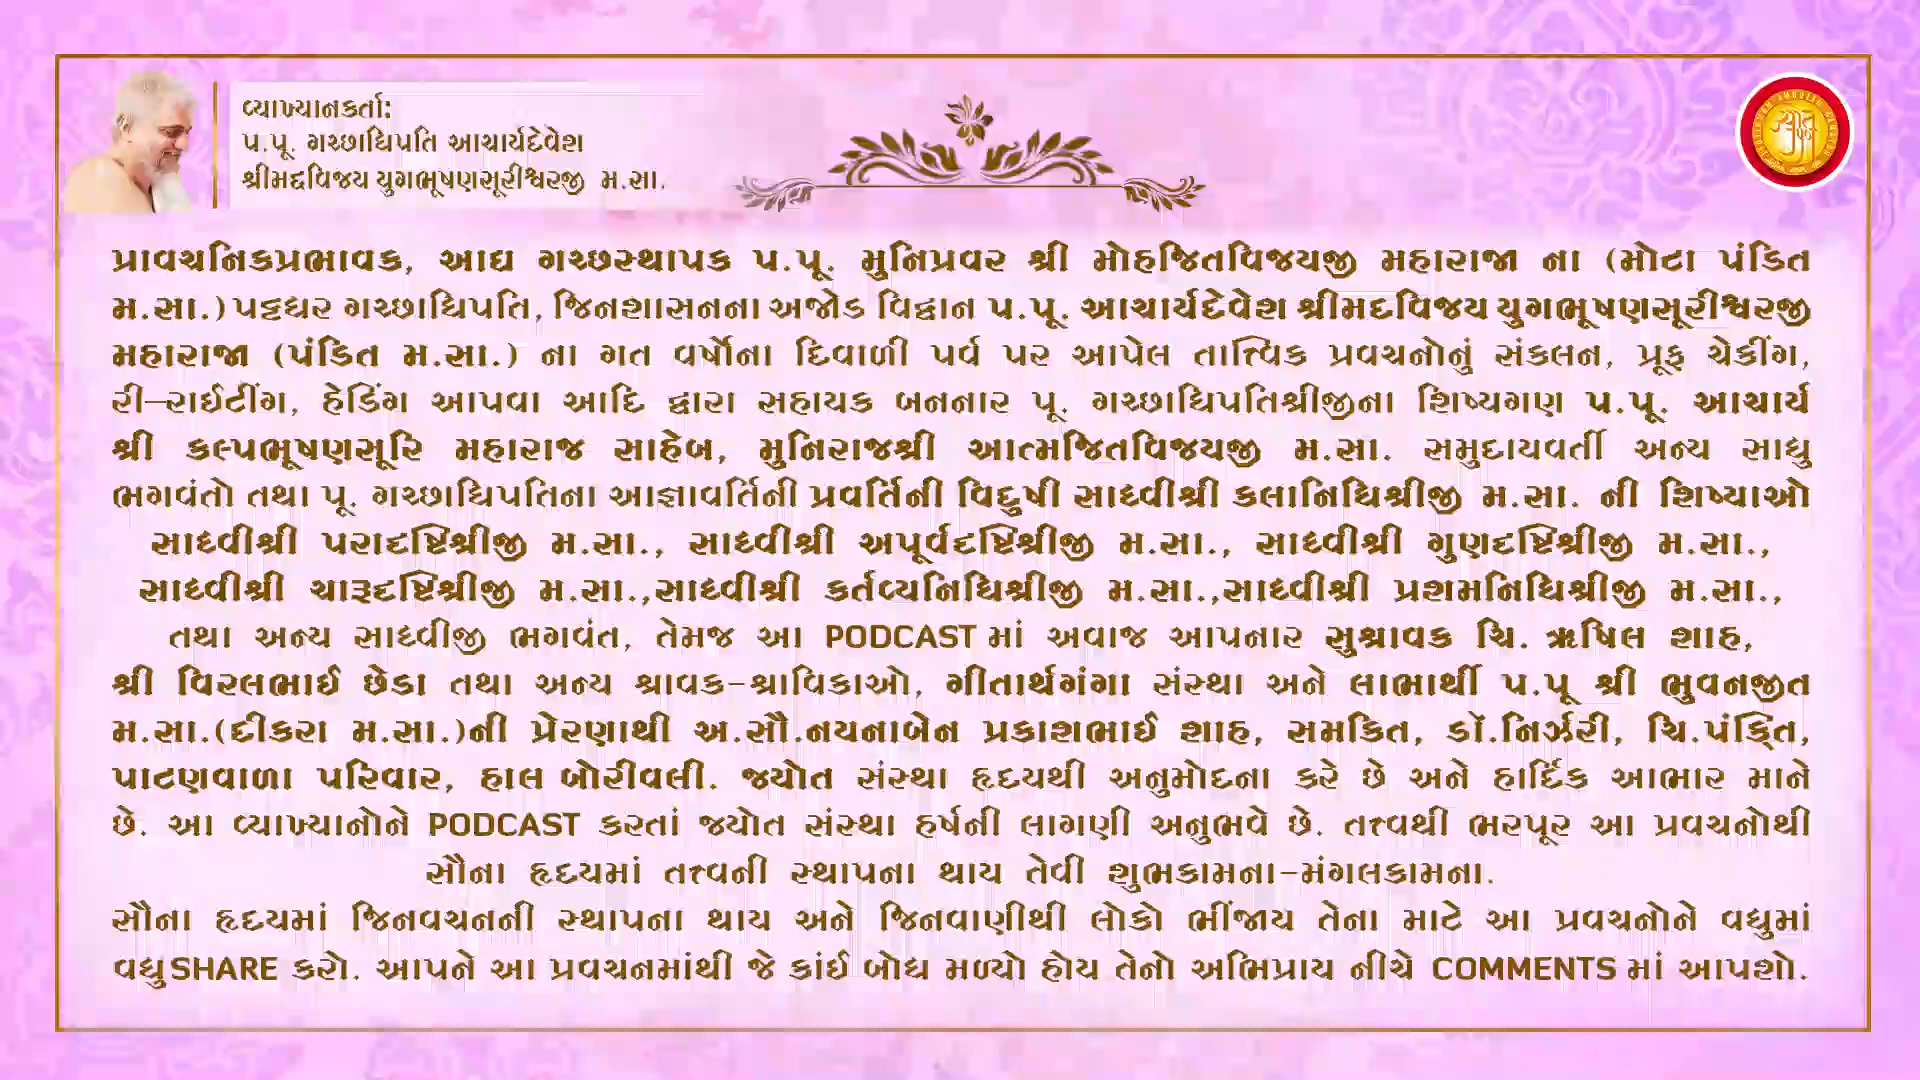 વ્યાખ્યાનકર્તા:
પ.પૂ. ગચ્છાધિપતિ આચાર્યદેવેશ
શ્રીમદ્દવિજય યુગભૂષણસૂરીશ્વરજી મ.સા.
પ્રાવચનિકપ્રભાવક, આદ્ય ગચ્છસ્થાપક પ.પૂ. મુનિપ્રવર શ્રી મોહજિતવિજયજી મહારાજા ના (મોટા પંડિત
મ.સા.) પટ્ટધર ગચ્છાધિપતિ, જિનશાસનના અજોડ વિદ્વાન પ.પૂ. આચાર્યદેવેશ શ્રીમદવિજય યુગભૂષણસૂરીશ્વરજી
મહારાજા (પંડિત મ.સા.) ના ગત વર્ષોના દિવાળી પર્વ પર આપેલ તાત્ત્વિક પ્રવચનોનું સંકલન, પ્રૂફ ચેકીંગ,
રી–રાઈટીંગ, હેડિંગ આપવા આદિ દ્વારા સહાયક બનનાર પૂ. ગચ્છાધિપતિશ્રીજીના શિષ્યગણ પ.પૂ. આચાર્ય
શ્રી કલ્પભૂષણસૂરિ મહારાજ સાહેબ, મુનિરાજશ્રી આત્મજિતવિજયજી મ.સા. સમુદાયવર્તી અન્ય સાધુ
ભગવંતો તથા પૂ. ગચ્છાધિપતિના આજ્ઞાવર્તિની પ્રવર્તિની વિદુષી સાધ્વીશ્રી કલાનિધિશ્રીજી મ.સા. ની શિષ્યાઓ
સાધ્વીશ્રી પરાદૃષ્ટિશ્રીજી મ.સા., સાધ્વીશ્રી અપૂર્વદૃષ્ટિશ્રીજી મ.સા., સાધ્વીશ્રી ગુણદૃષ્ટિશ્રીજી મ.સા.,
સાધ્વીશ્રી ચારૂદૃષ્ટિશ્રીજી મ.સા.,સાધ્વીશ્રી કર્તવ્યનિધિશ્રીજી મ.સા.,સાધ્વીશ્રી પ્રશમનિધિશ્રીજી મ.સા.,
તથા અન્ય સાધ્વીજી ભગવંત, તેમજ આ PODCAST માં અવાજ આપનાર સુશ્રાવક ચિ. ઋષિલ શાહ,
શ્રી વિરલભાઈ છેડા તથા અન્ય શ્રાવક-શ્રાવિકાઓ, ગીતાર્થગંગા સંસ્થા અને લાભાર્થી પ.પૂ શ્રી ભુવનજીત
મ.સા.(દીકરા મ.સા.)ની પ્રેરણાથી અ.સૌ.નયનાબેન પ્રકાશભાઈ શાહ, સમકિત, ડૉ.નિર્ઝરી, ચિ.પંક્તિ,
પાટણવાળા પરિવાર, હાલ બોરીવલી. જ્યોત સંસ્થા હૃદયથી અનુમોદના કરે છે અને હાર્દિક આભાર માને
છે. આ વ્યાખ્યાનોને PODCAST કરતાં જ્યોત સંસ્થા હર્ષની લાગણી અનુભવે છે. તત્ત્વથી ભરપૂર આ પ્રવચનોથી
સૌના હૃદયમાં તત્ત્વની સ્થાપના થાય તેવી શુભકામના-મંગલકામના.
સૌના હૃદયમાં જિનવચનની સ્થાપના થાય અને જિનવાણીથી લોકો ભીંજાય તેના માટે આ પ્રવચનોને વધુમાં
વધુ SHARE કરો. આપને આ પ્રવચનમાંથી જે કાંઈ બોધ મળ્યો હોય તેનો અભિપ્રાય નીચે COMMENTS માં આપશો.